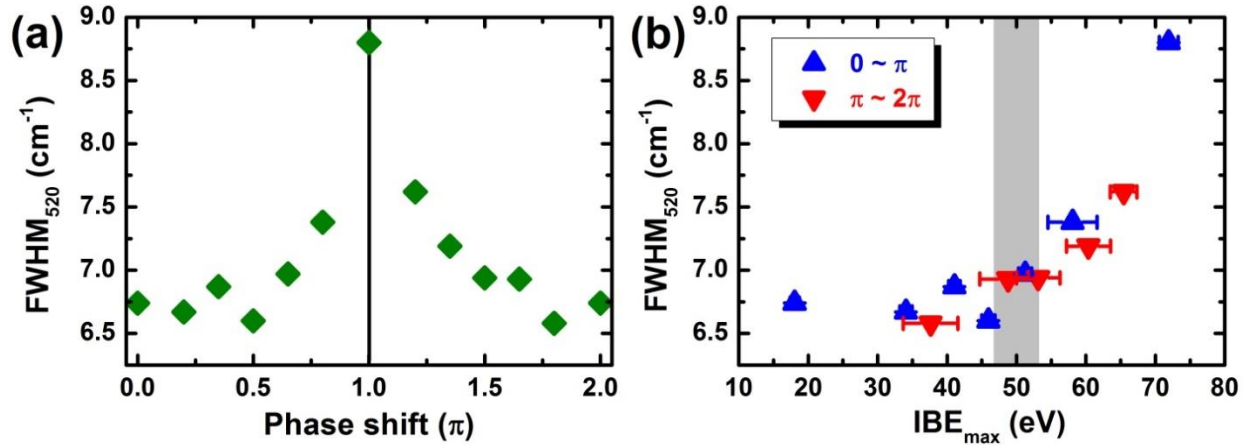 (a)
FWHM₅₂₀ (cm⁻¹)
9.0
8.5
8.0
7.5
7.0
6.5
0.0 0.5 1.0 1.5 2.0
Phase shift (π)
(b)
FWHM₅₂₀ (cm⁻¹)
9.0
8.5
8.0
7.5
7.0
6.5
0 ~ π
π ~ 2π
10 20 30 40 50 60 70 80
IBEₘₐₓ (eV)